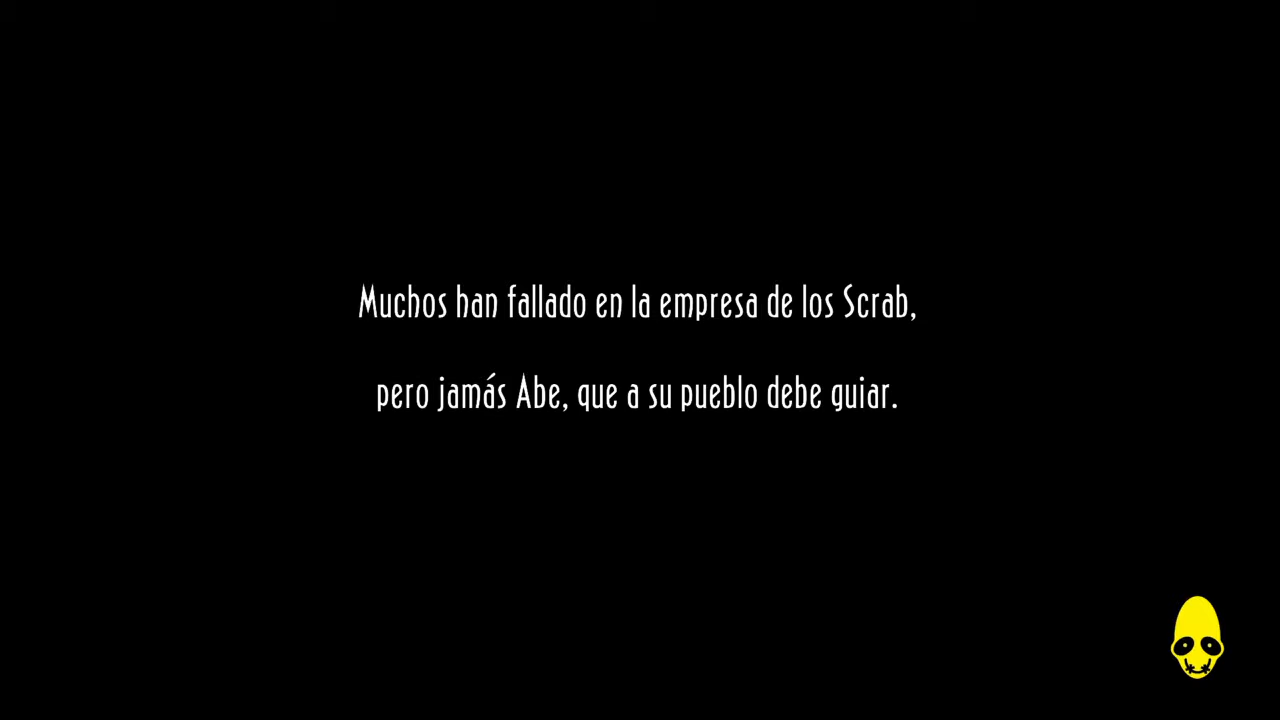 Muchos han fallado en la empresa de los Scrab,
pero jamás Abe, que a su pueblo debe guiar.